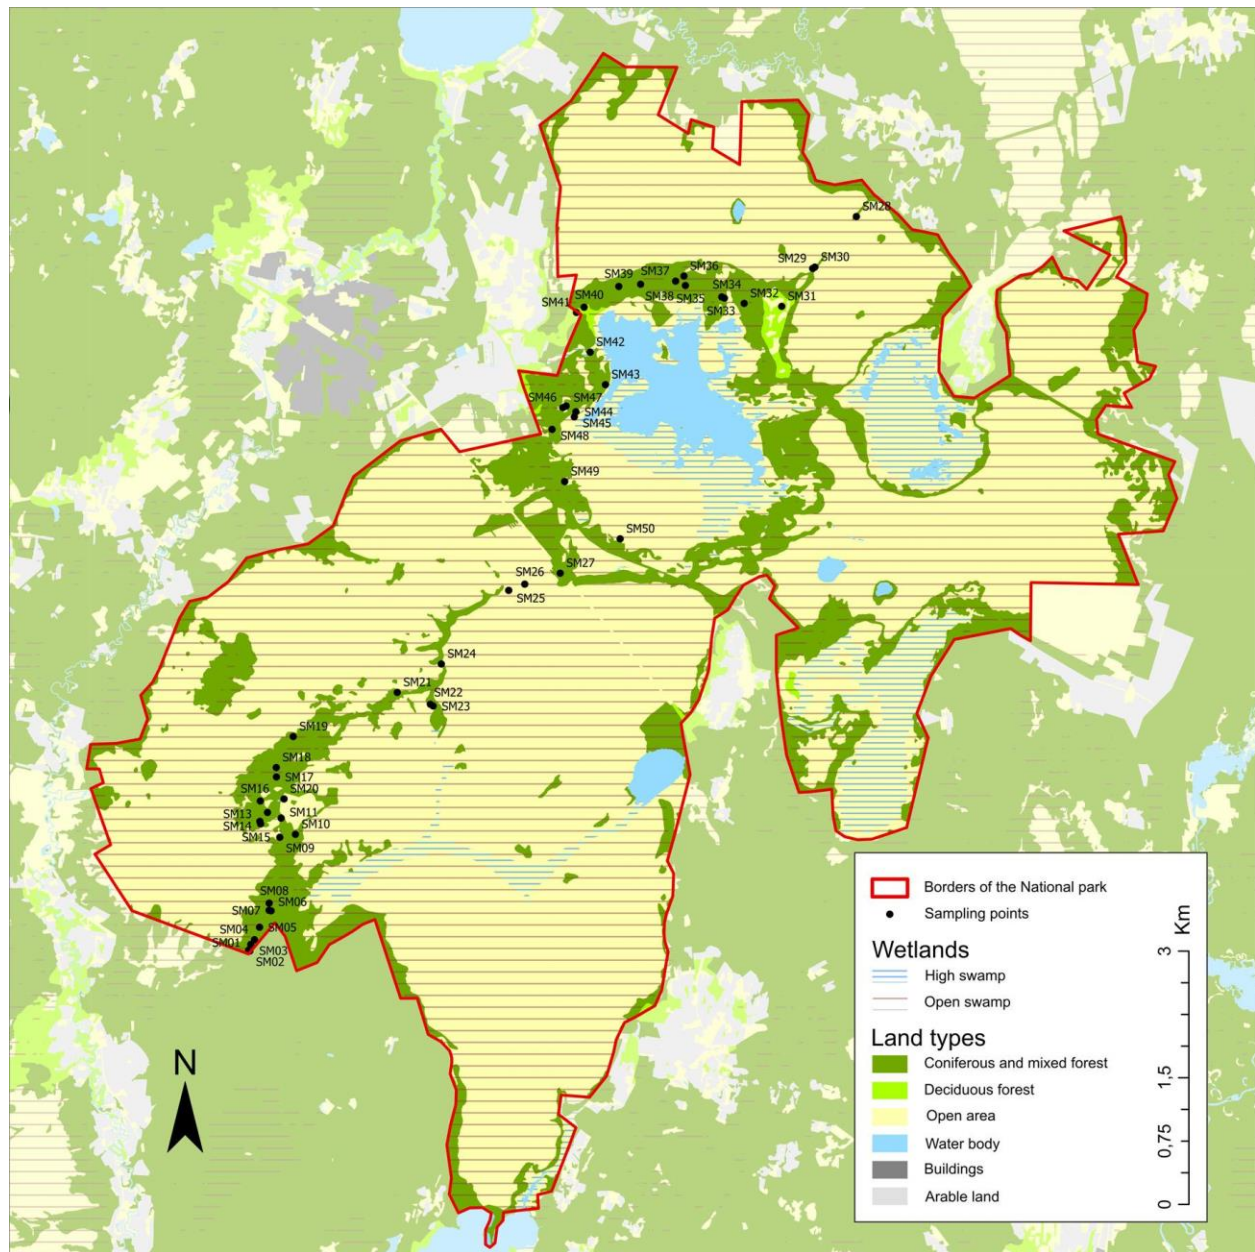 SM28
SM29 SM30
SM36
SM37
SM39
SM34
SM40
SM38
SM35
SM32
SM31
SM41
SM33
SM42
SM43
SM46
SM47
SM44
SM45
SM48
SM49
SM50
SM27
SM26
SM25
SM24
SM21
SM22
SM23
SM19
SM18
SM17
SM16
SM20
SM13
SM11
SM14
SM10
SM15
SM09
SM08
SM06
SM07
SM04
SM05
SM01
SM03
SM02
N
Borders of the National park
Sampling points
Wetlands
High swamp
Open swamp
Land types
Coniferous and mixed forest
Deciduous forest
Open area
Water body
Buildings
Arable land
Km
3
1,5
0,75
0